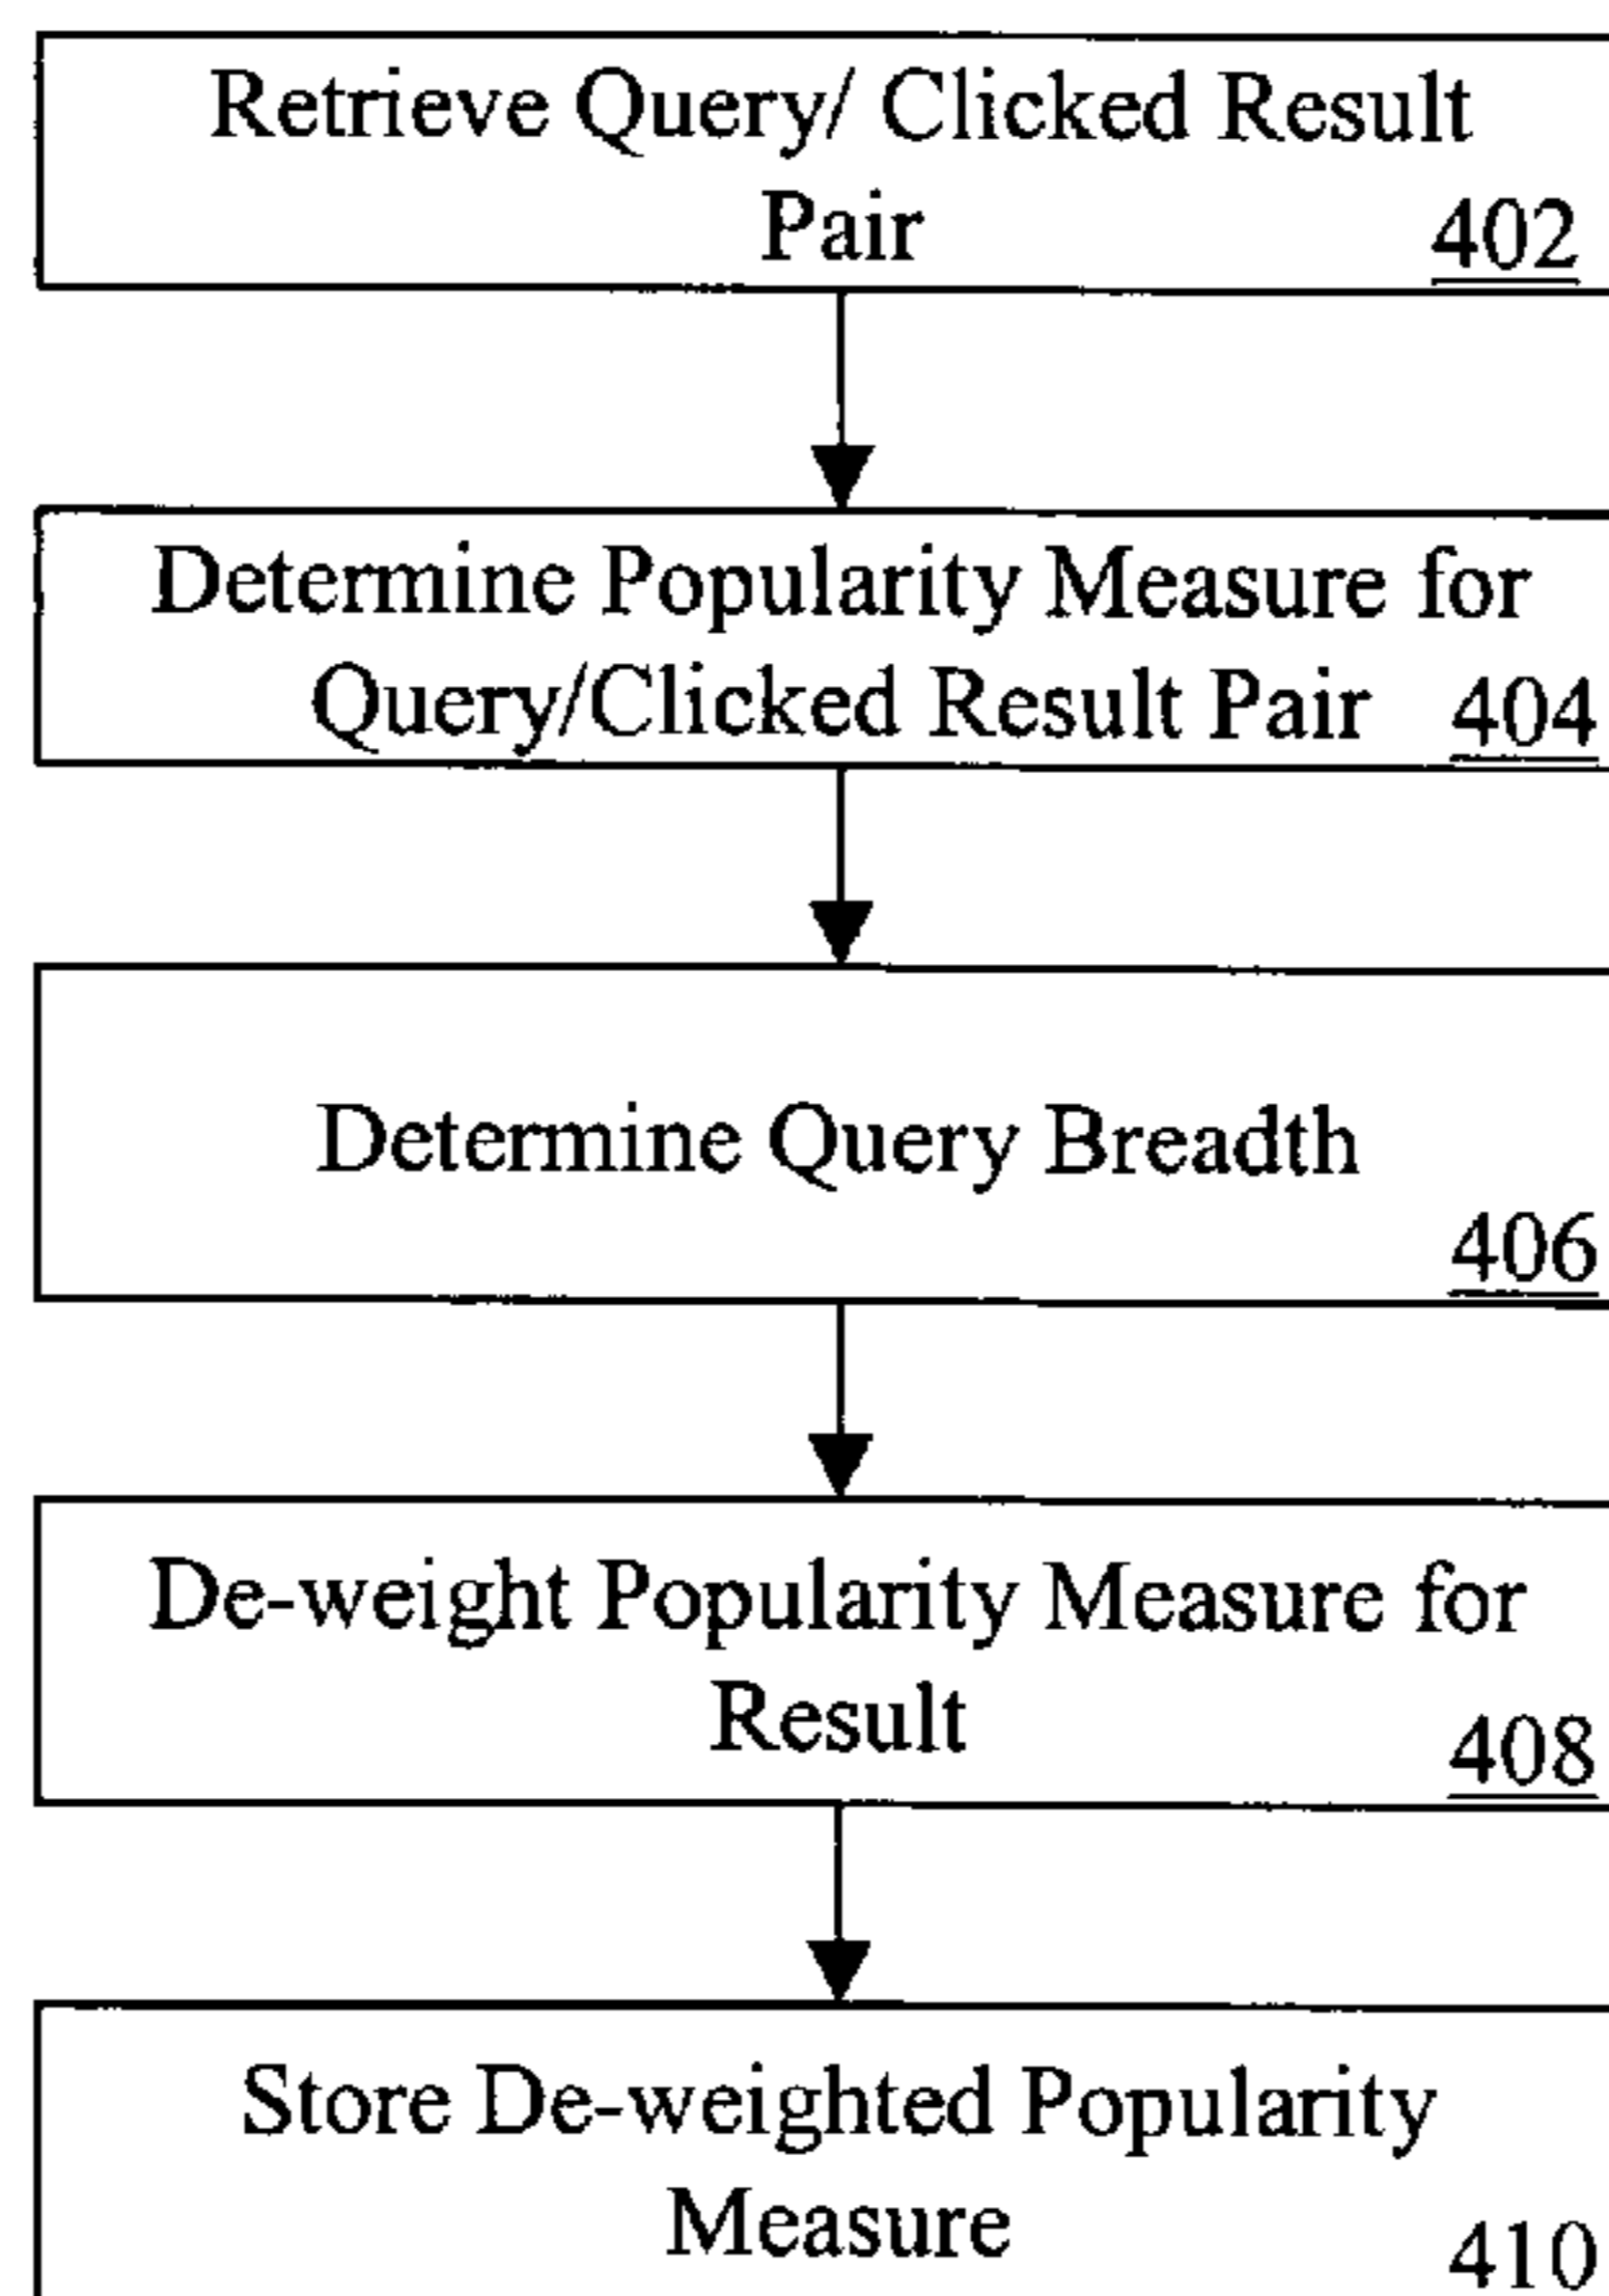 Retrieve Query/ Clicked Result
Pair
402
Determine Popularity Measure for
Query/Clicked Result Pair 404
Determine Query Breadth
406
De-weight Popularity Measure for
Result
408
Store De-weighted Popularity
Measure
410